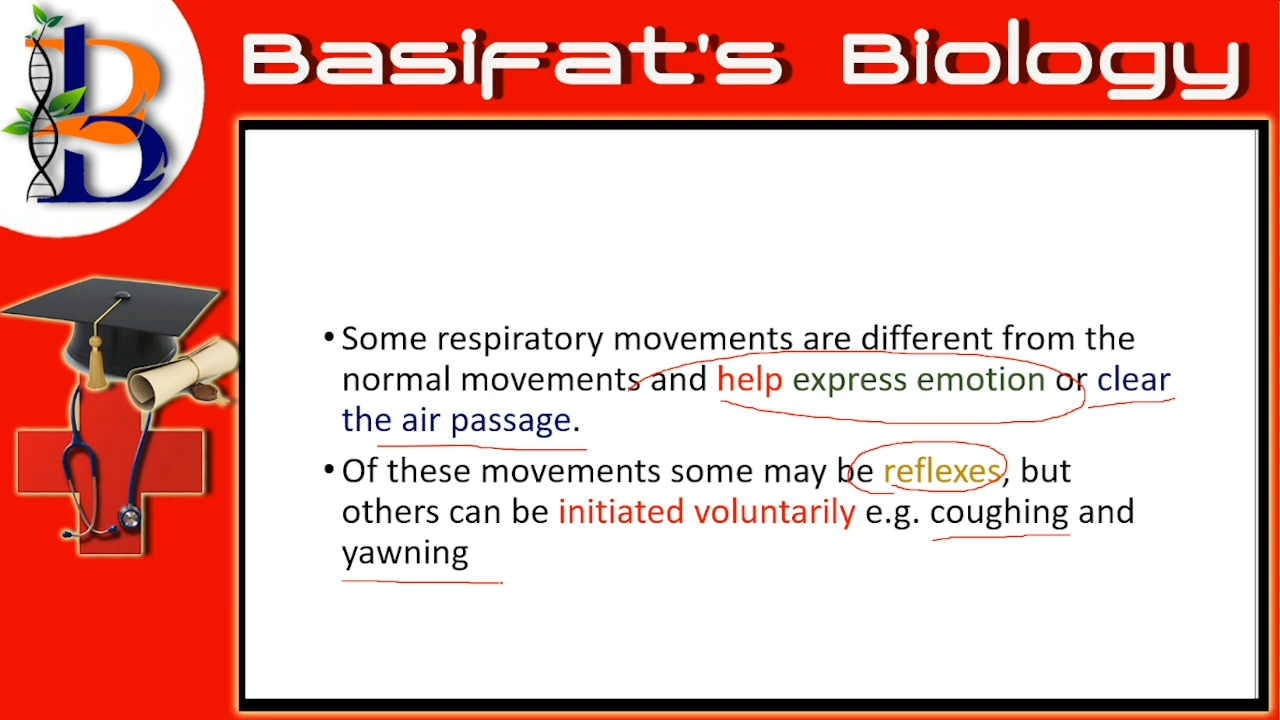 Basifat's Biology
• Some respiratory movements are different from the
normal movements and help express emotion or clear
the air passage.
• Of these movements some may be reflexes, but
others can be initiated voluntarily e.g. coughing and
yawning